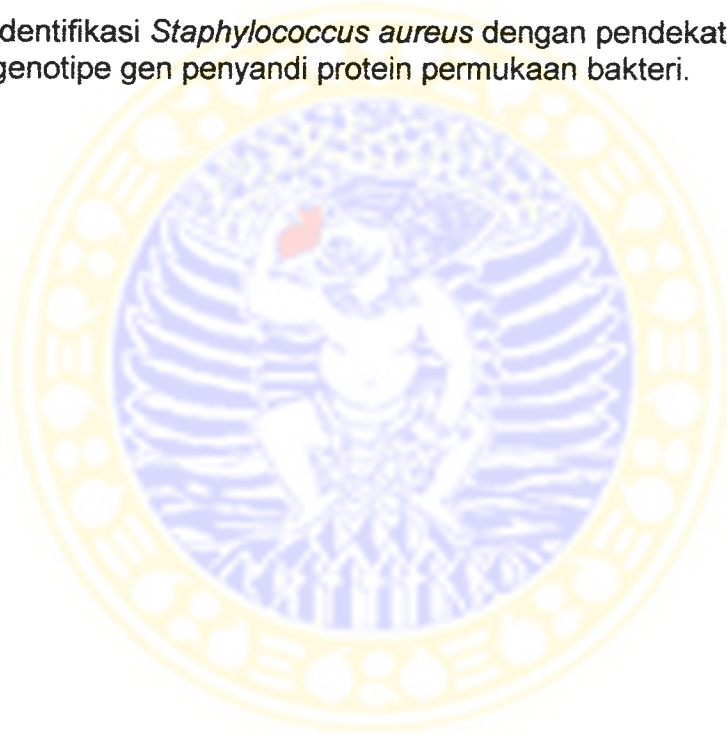 dentifikasi Staphylococcus aureus dengan pendekat
genotipe gen penyandi protein permukaan bakteri.